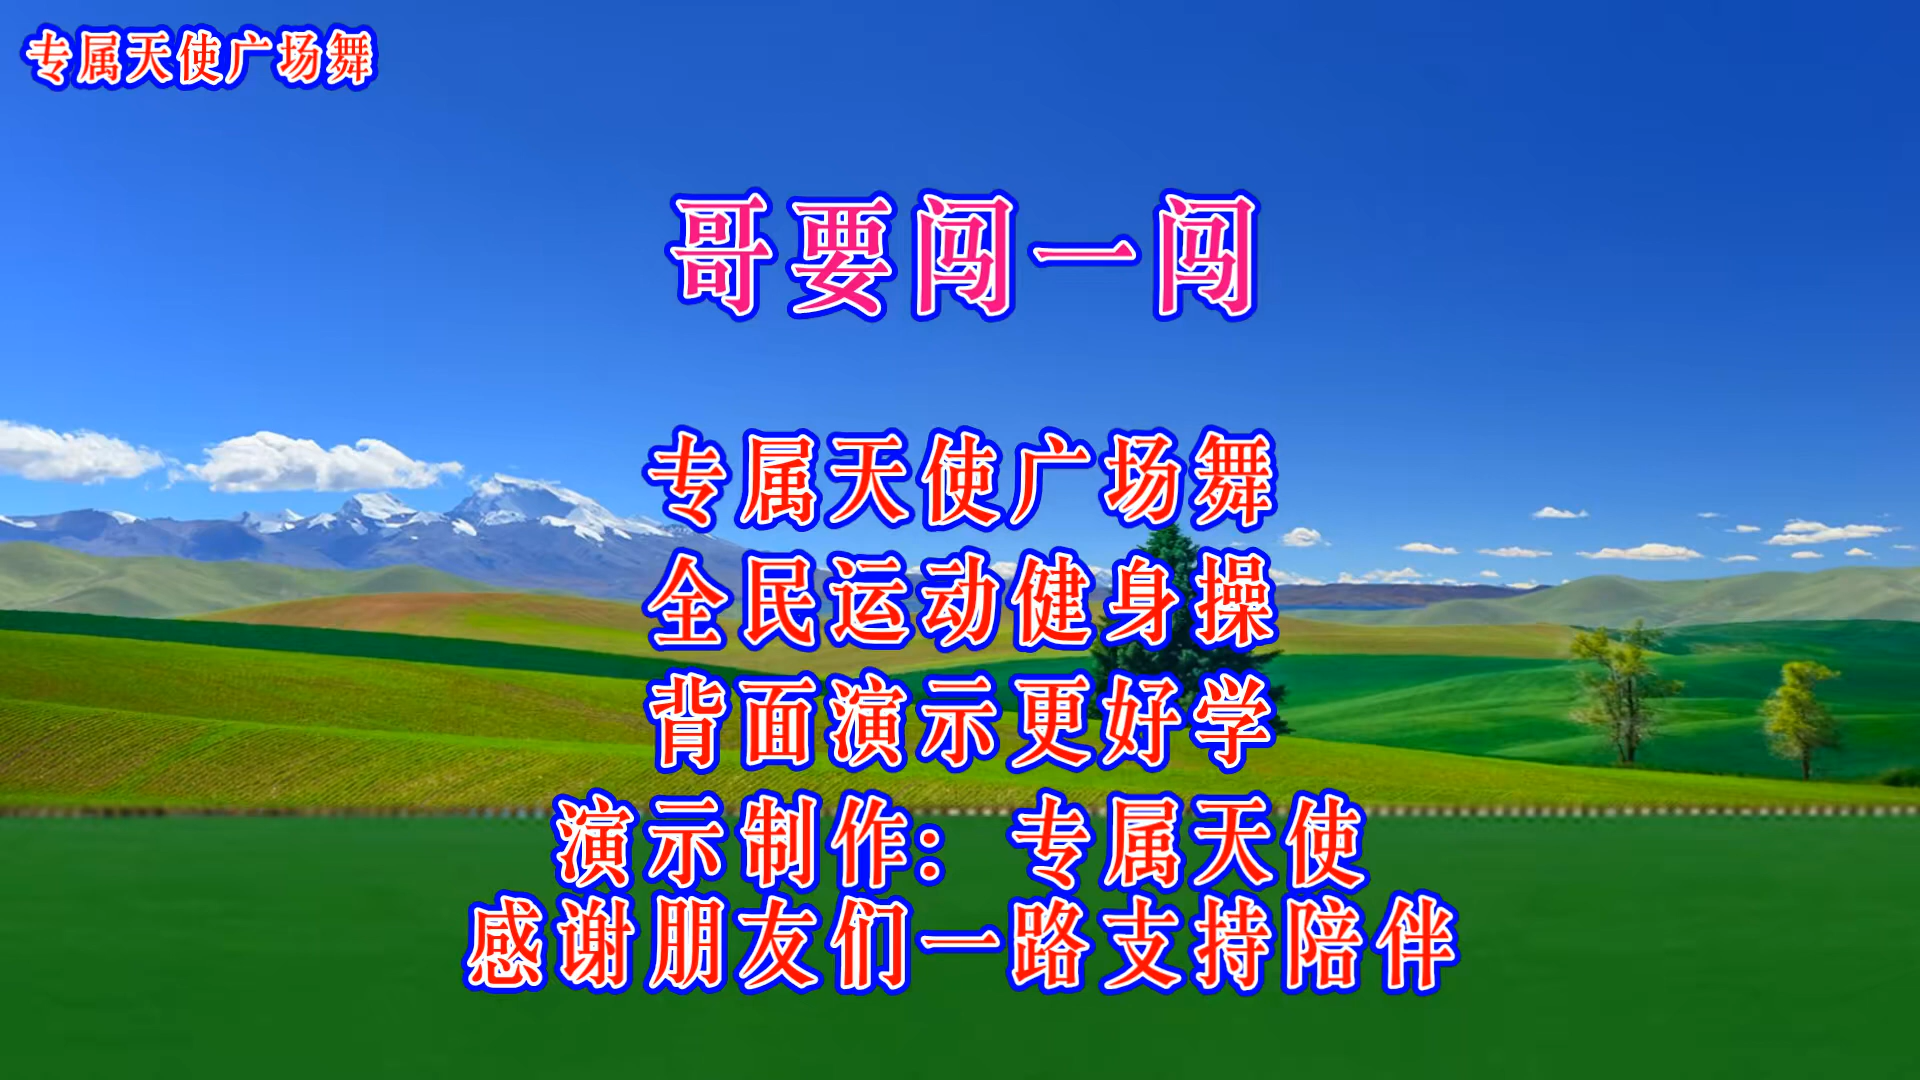 专属天使广场舞
哥要闯一闯
专属天使广场舞
全民运动健身操
背面演示更好学
演示制作：专属天使
感谢朋友们一路支持陪伴